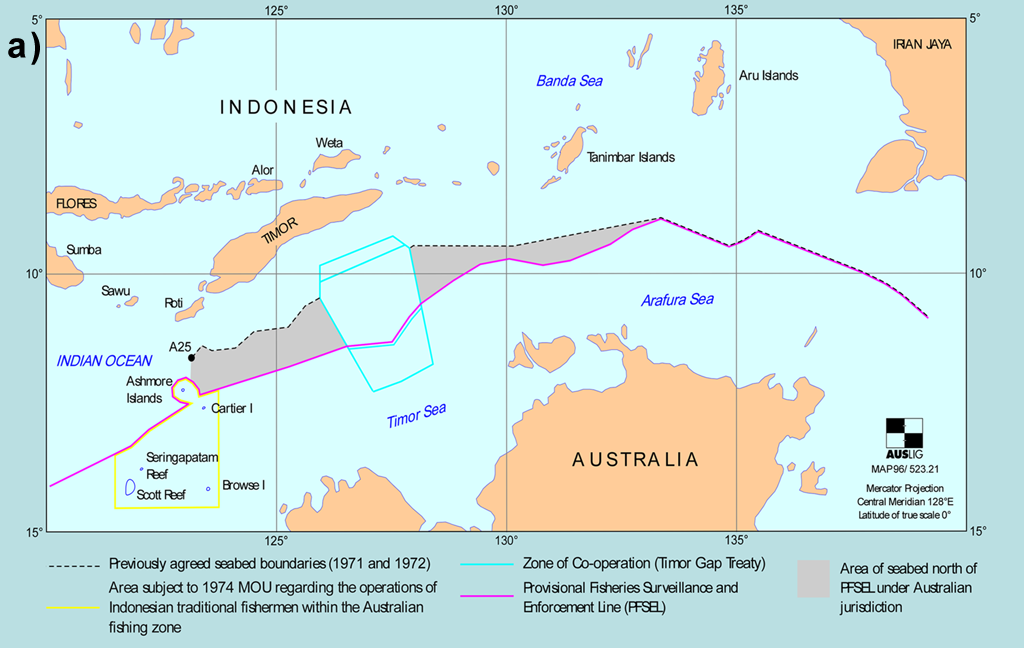 a)
125°
130°
135°
5°
5°
IRIAN JAYA
Banda Sea
Aru Islands
INDONESIA
Weta
Tanimbar Islands
Alor
FLORES
TIMOR
Sumba
10°
10°
Sawu
Roti
Arafura Sea
A25
INDIAN OCEAN
Ashmore
Islands
Cartier I
Timor Sea
Seringapatam
Reef
Scott Reef
Browse I
AUSTRALIA
AUSLIG
MAP96/ 523.21
Mercator Projection
Central Meridian 128°E
Latitude of true scale 0°
15°
15°
125°
130°
135°
Previously agreed seabed boundaries (1971 and 1972)
Area subject to 1974 MOU regarding the operations of
Indonesian traditional fishermen within the Australian
fishing zone
Zone of Co-operation (Timor Gap Treaty)
Provisional Fisheries Surveillance and
Enforcement Line (PFSEL)
Area of seabed north of
PFSEL under Australian
jurisdiction